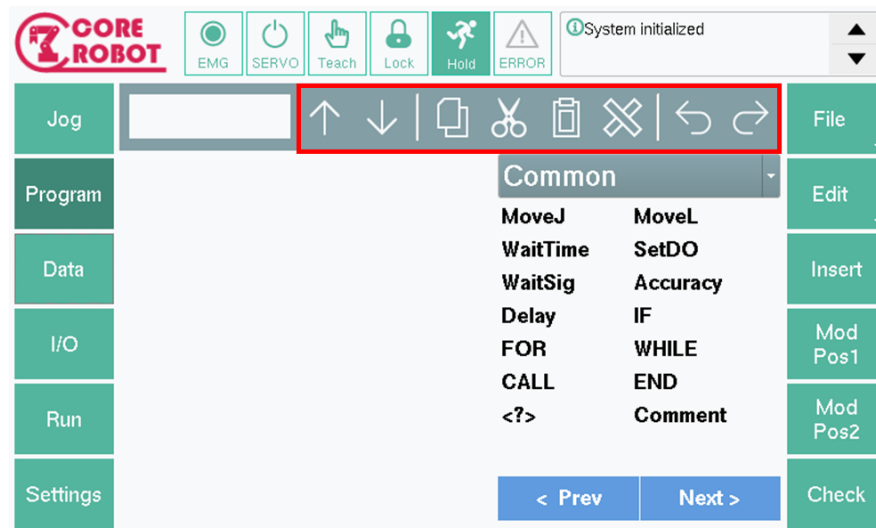 CORE
ROBOT
EMG
SERVO
Teach
Lock
Hold
ERROR
System initialized
Jog
File
Program
Common
Edit
MoveJ MoveL
WaitTime SetDO
Data
WaitSig Accuracy
Insert
Delay IF
I/O
FOR WHILE
Mod
Pos1
CALL END
Run
<?> Comment
Mod
Pos2
Settings
< Prev
Next >
Check